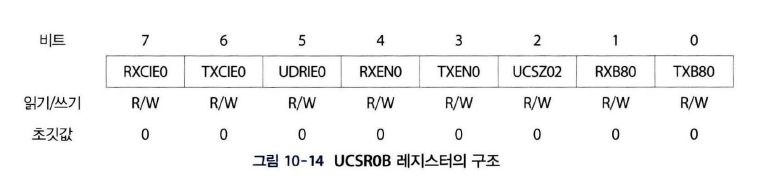 비트 7 6 5 4 3 2 1 0
RXCIE0 TXCIE0 UDRIE0 RXEN0 TXEN0 UCSZ02 RXB80 TXB80
읽기/쓰기 R/W R/W R/W R/W R/W R/W R/W R/W
초깃값 0 0 0 0 0 0 0 0
그림 10-14 UCSR0B 레지스터의 구조